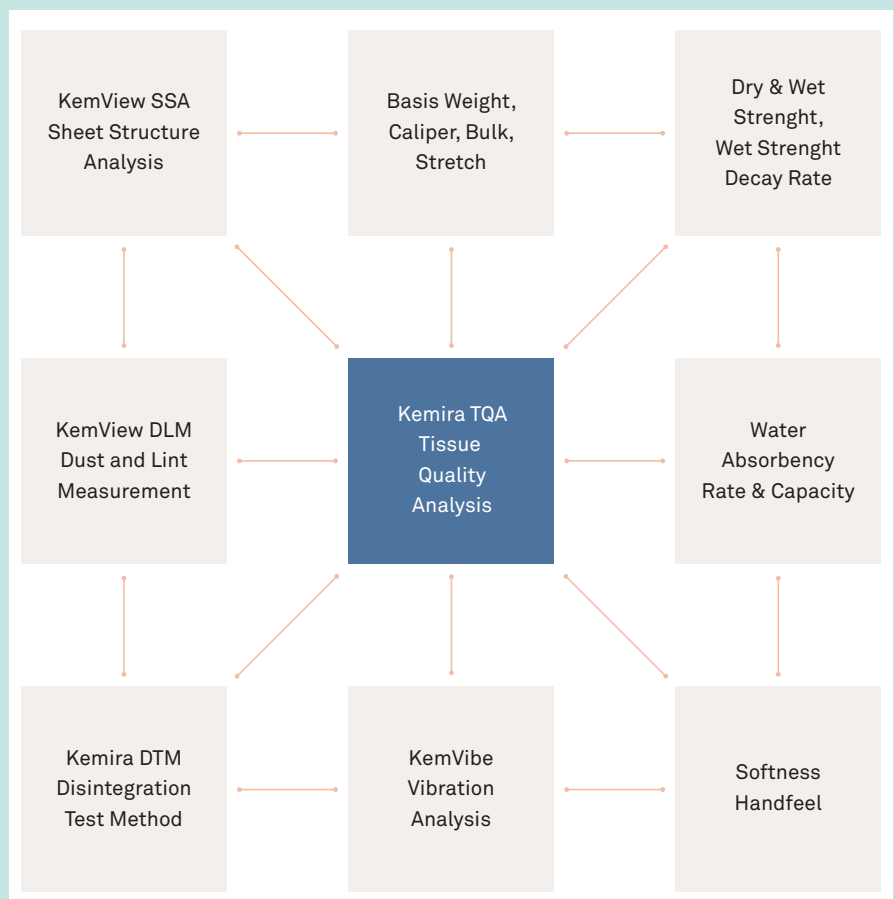 KemView SSA
Sheet Structure
Analysis
Basis Weight,
Caliper, Bulk,
Stretch
Dry & Wet
Strenght,
Wet Strenght
Decay Rate
KemView DLM
Dust and Lint
Measurement
Kemira TQA
Tissue
Quality
Analysis
Water
Absorbency
Rate & Capacity
Kemira DTM
Disintegration
Test Method
KemVibe
Vibration
Analysis
Softness
Handfeel